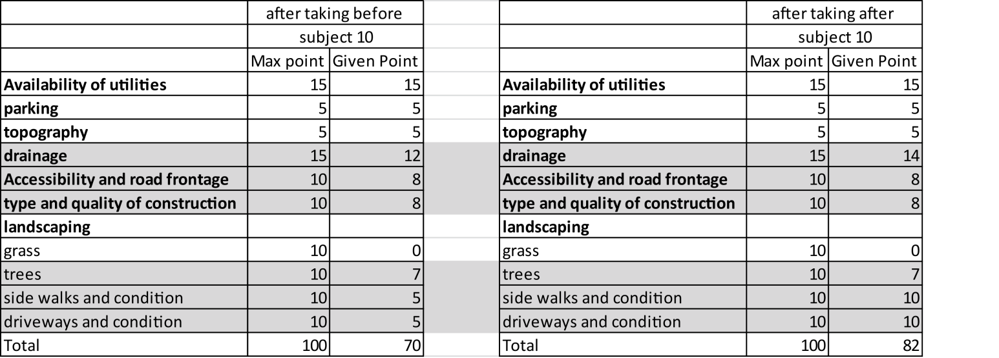 after taking before after taking after
subject 10 subject 10
Max point Given Point Max point Given Point
Availability of utilities 15 15 Availability of utilities 15 15
parking 5 5 parking 5 5
topography 5 5 topography 5 5
drainage 15 12 drainage 15 14
Accessibility and road frontage 10 8 Accessibility and road frontage 10 8
type and quality of construction 10 8 type and quality of construction 10 8
landscaping landscaping
grass 10 0 grass 10 0
trees 10 7 trees 10 7
side walks and condition 10 5 side walks and condition 10 10
driveways and condition 10 5 driveways and condition 10 10
Total 100 70 Total 100 82